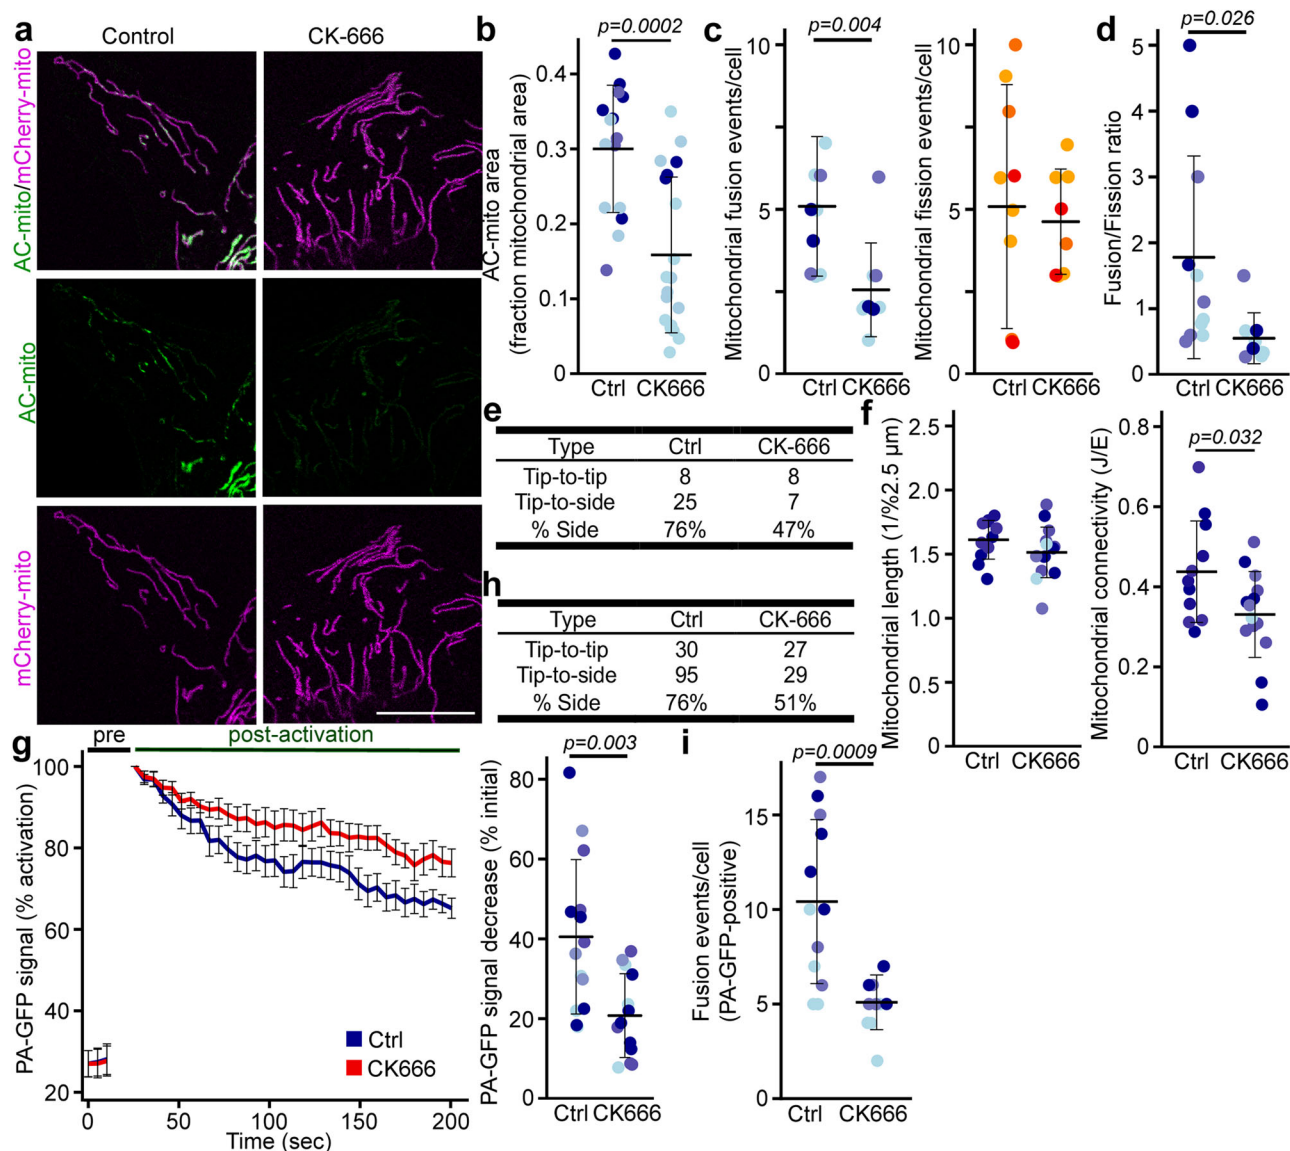 a
Control
CK-666
AC-mito/mCherry-mito
AC-mito
mCherry-mito
b
p=0.0002
AC-mito area
(fraction mitochondrial area)
0.4
0.3
0.2
0.1
0
Ctrl CK666
c
p=0.004
Mitochondrial fusion events/cell
10
5
0
Ctrl CK666
Mitochondrial fission events/cell
10
5
0
Ctrl CK666
d
p=0.026
Fusion/Fission ratio
5
4
3
2
1
0
Ctrl CK666
e
Type Ctrl CK-666
Tip-to-tip 8 8
Tip-to-side 25 7
% Side 76% 47%
f
Mitochondrial length (1/%2.5 µm)
2.5
2.0
1.5
1.0
0.5
0
Ctrl CK666
p=0.032
Mitochondrial connectivity (J/E)
0.8
0.6
0.4
0.2
0
Ctrl CK666
h
Type Ctrl CK-666
Tip-to-tip 30 27
Tip-to-side 95 29
% Side 76% 51%
g
pre
post-activation
PA-GFP signal (% activation)
100
80
60
40
20
0 50 100 150 200
Time (sec)
Ctrl
CK666
p=0.003
PA-GFP signal decrease (% initial)
80
60
40
20
0
Ctrl CK666
i
p=0.0009
Fusion events/cell
(PA-GFP-positive)
15
10
5
0
Ctrl CK666